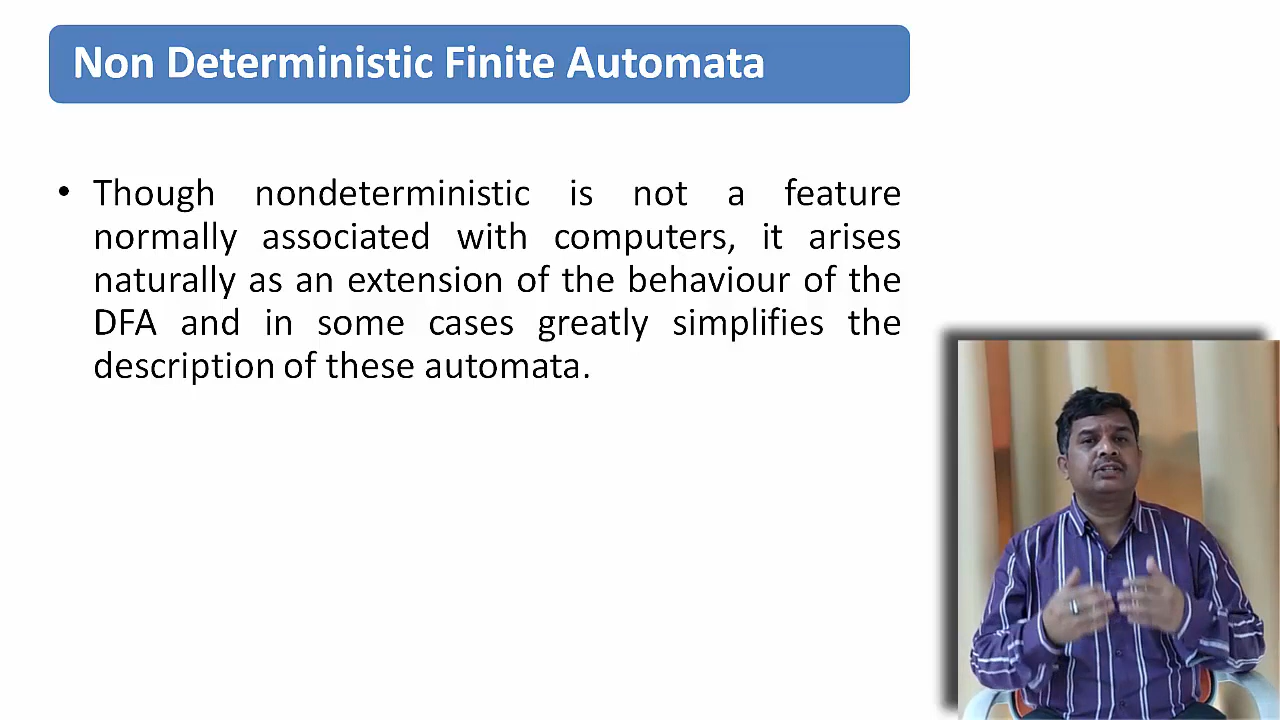 Non Deterministic Finite Automata
• Though nondeterministic is not a feature
normally associated with computers, it arises
naturally as an extension of the behaviour of the
DFA and in some cases greatly simplifies the
description of these automata.